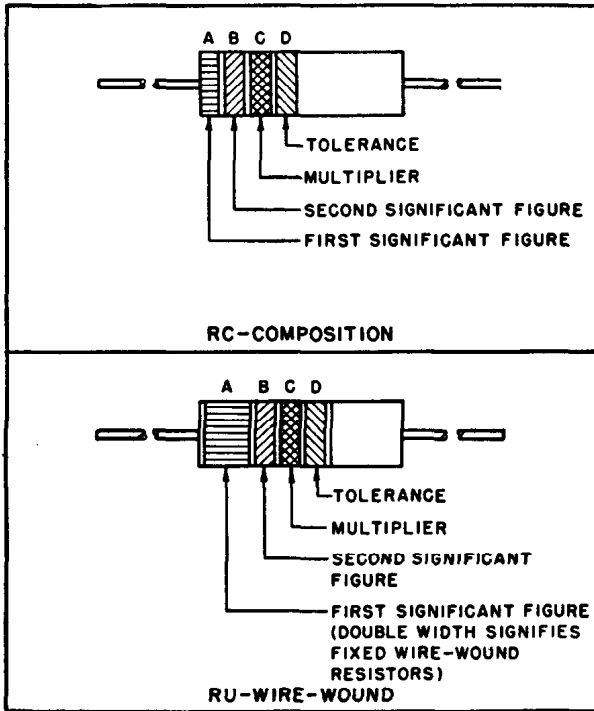 A B C D
TOLERANCE
MULTIPLIER
SECOND SIGNIFICANT FIGURE
FIRST SIGNIFICANT FIGURE
RC-COMPOSITION
A B C D
TOLERANCE
MULTIPLIER
SECOND SIGNIFICANT
FIGURE
FIRST SIGNIFICANT FIGURE
(DOUBLE WIDTH SIGNIFIES
FIXED WIRE-WOUND
RESISTORS)
RU-WIRE-WOUND